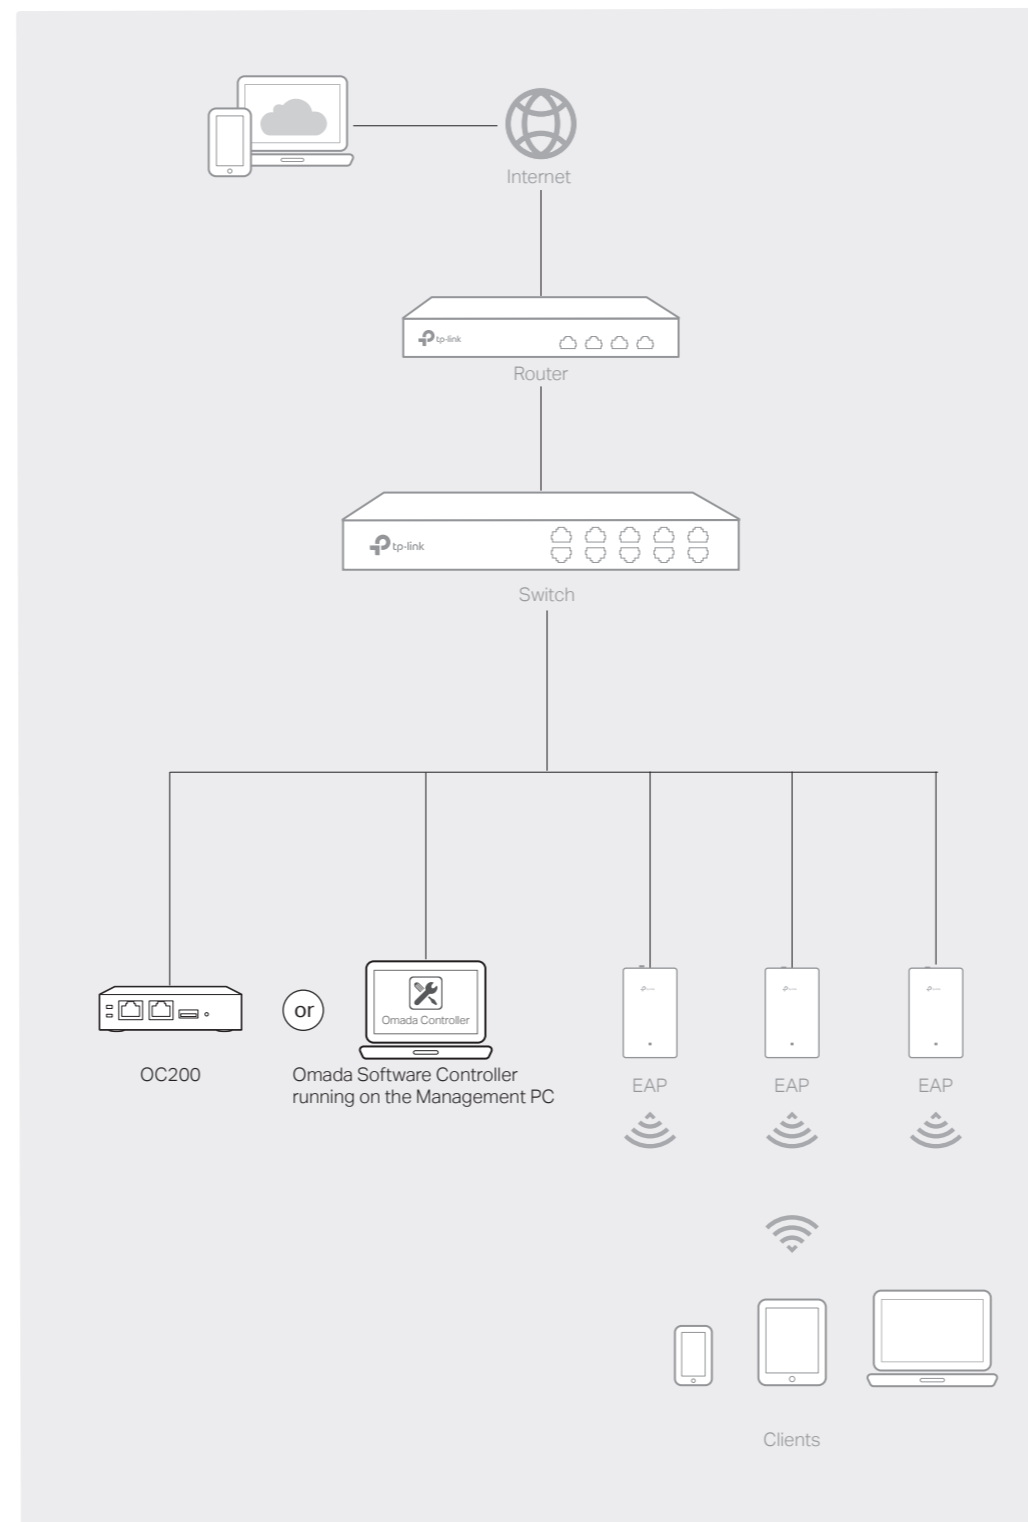 Internet
tp-link
Router
tp-link
Switch
or
Omada Controller
OC200
Omada Software Controller
running on the Management PC
EAP
EAP
EAP
Clients